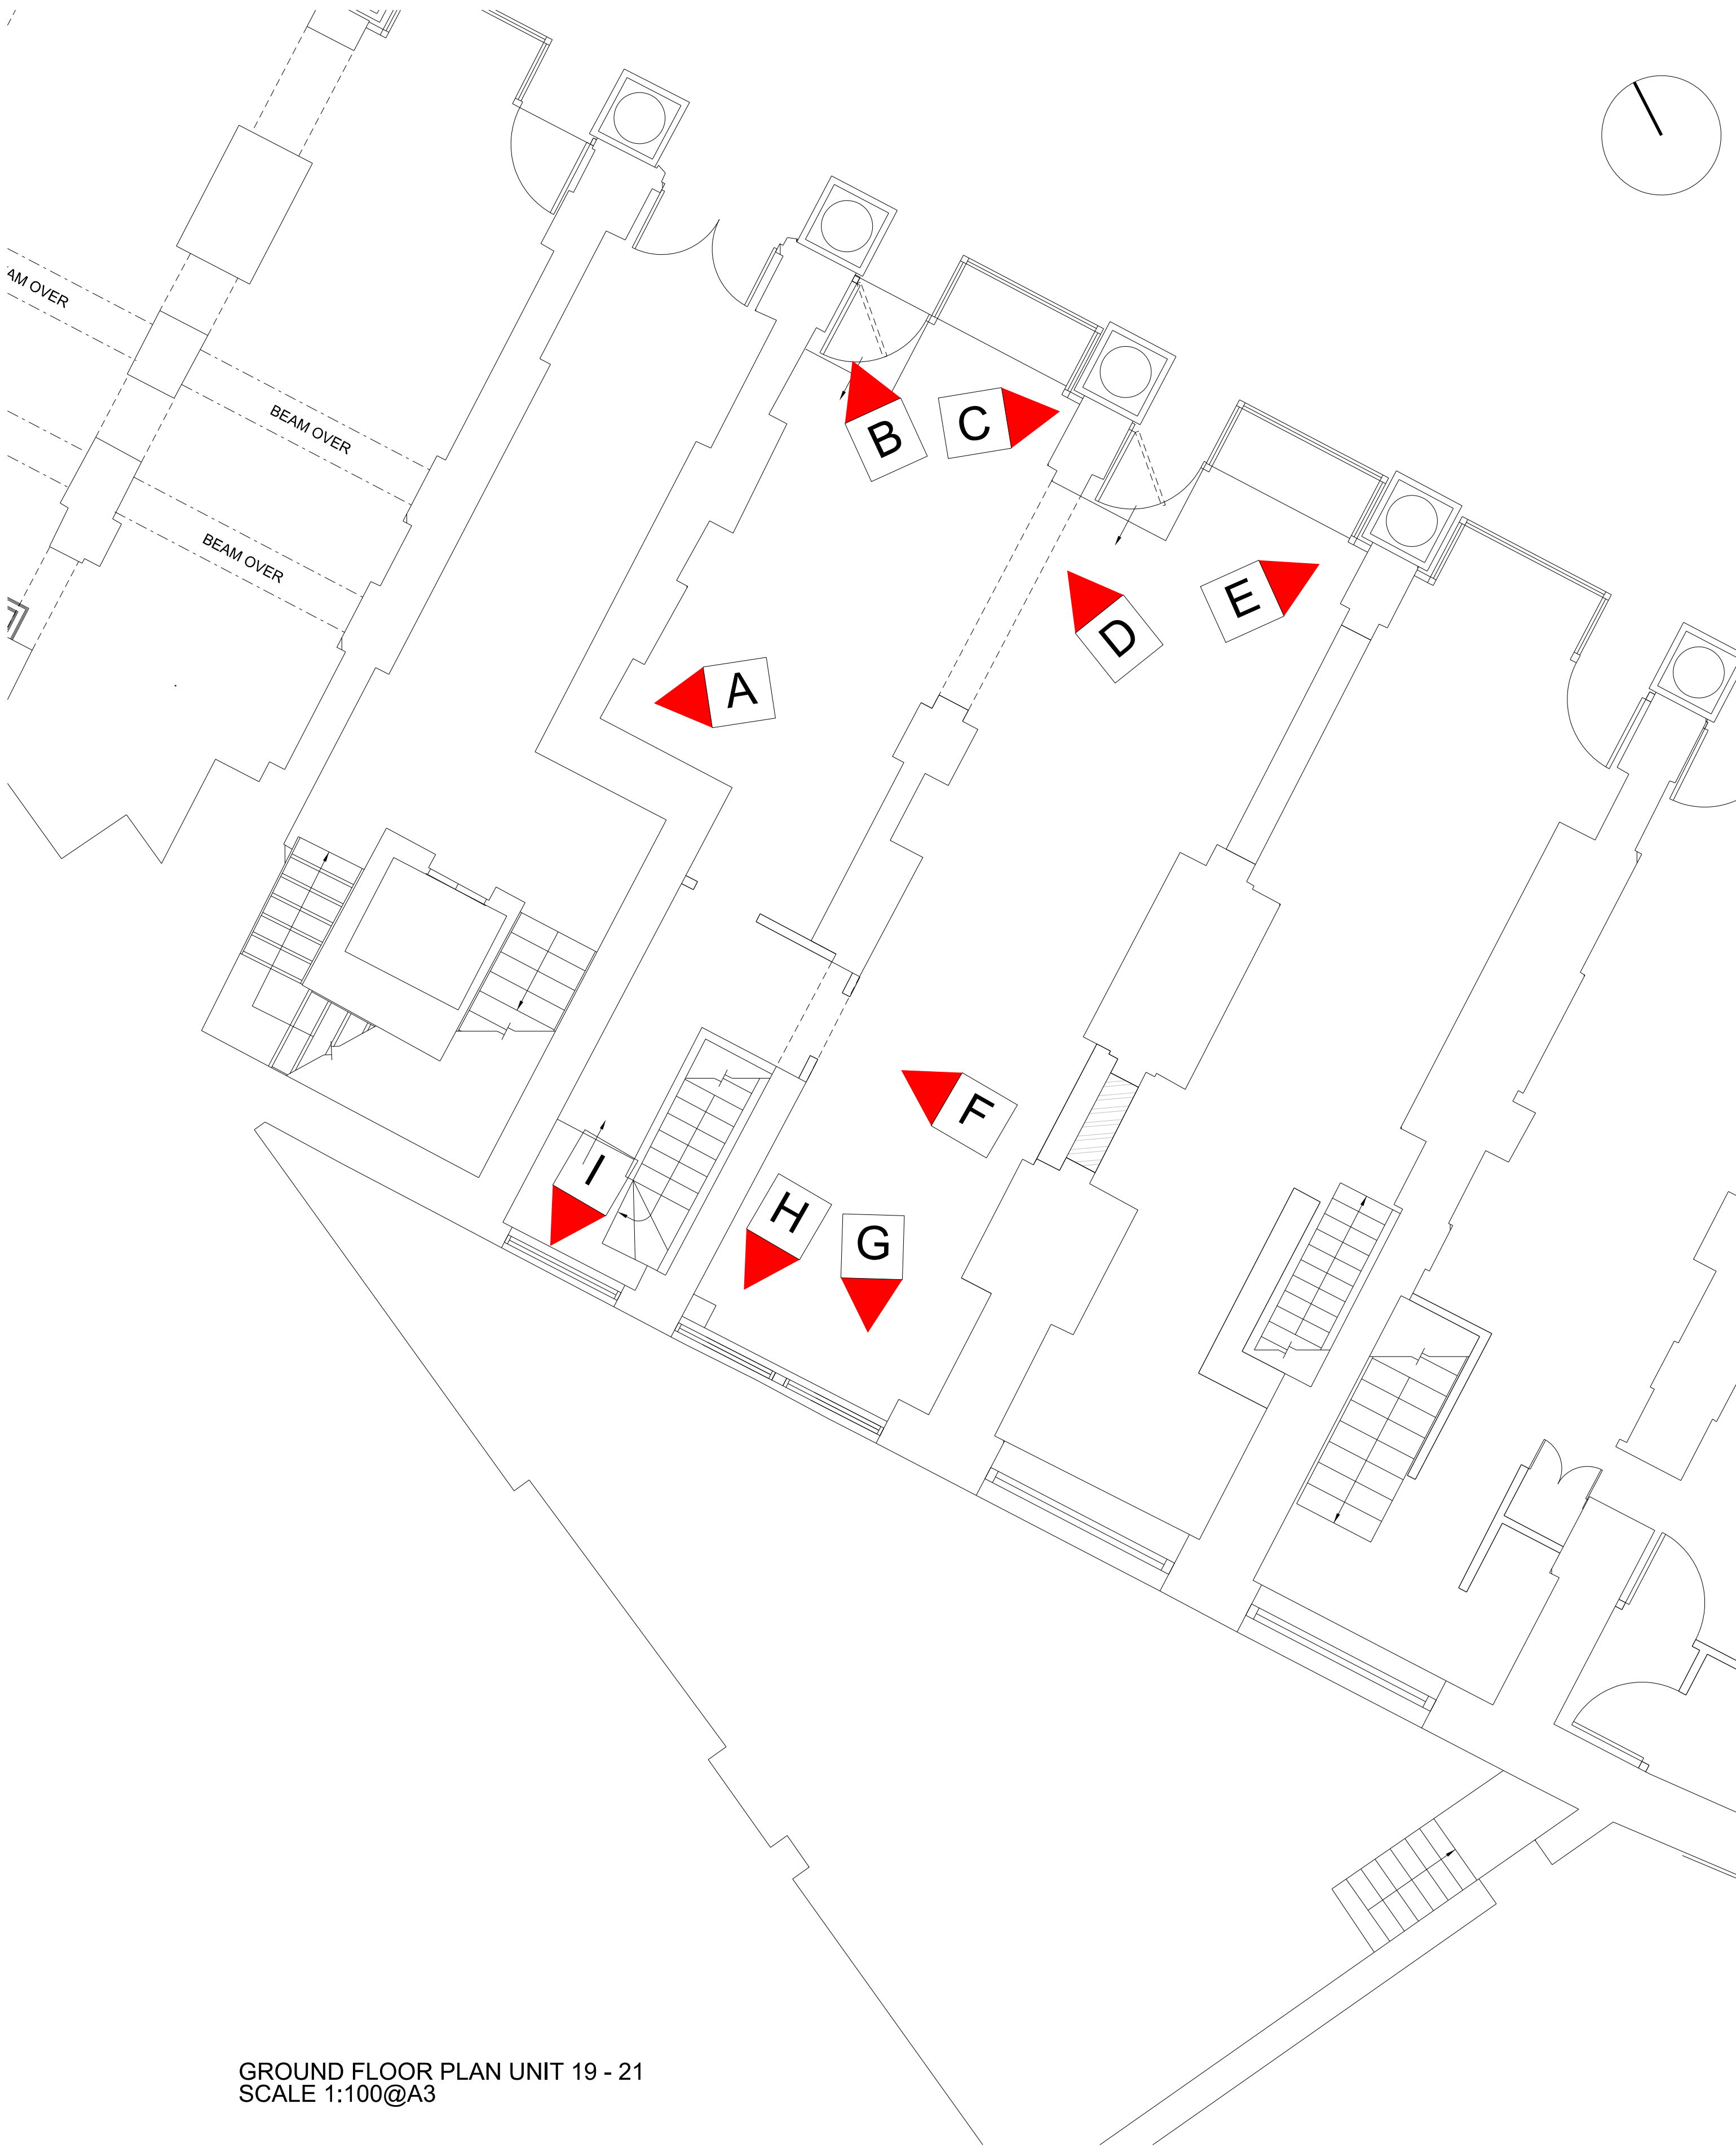 AM OVER
BEAM OVER
BEAM OVER
B
C
E
D
A
F
I
H
G
GROUND FLOOR PLAN UNIT 19 - 21
SCALE 1:100@A3